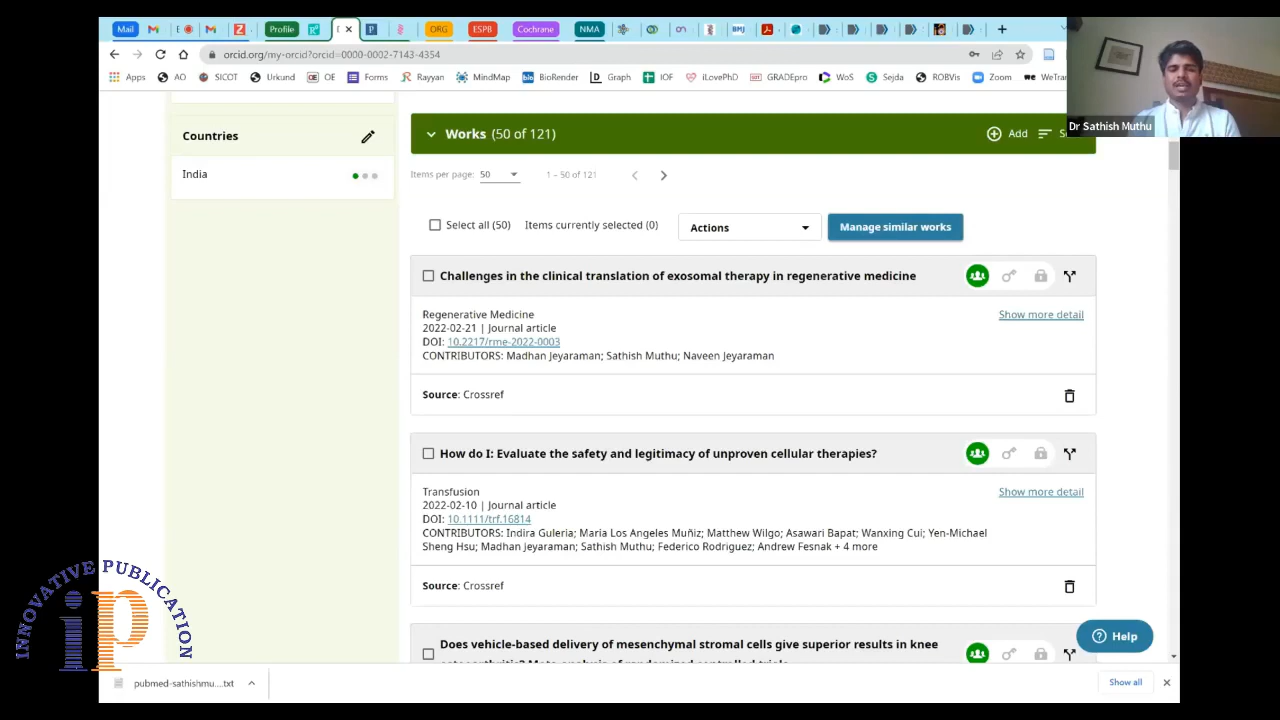 Mail
Profile
ORG
ESPB
Cochrane
NMA
BMJ
orcid.org/my-orcid?orcid=0000-0002-7143-4354
Apps AO SICOT Urkund OE Forms Rayyan MindMap BioRender Graph IOF iLovePhD GRADEpro WoS Sejda ROBVis Zoom WeTran
Dr Sathish Muthu
Countries
India
Works (50 of 121)
Add
Items per page: 50 1 – 50 of 121
Select all (50) Items currently selected (0) Actions Manage similar works
Challenges in the clinical translation of exosomal therapy in regenerative medicine
Regenerative Medicine
Show more detail
2022-02-21 | Journal article
DOI: 10.2217/rme-2022-0003
CONTRIBUTORS: Madhan Jeyaraman; Sathish Muthu; Naveen Jeyaraman
Source: Crossref
How do I: Evaluate the safety and legitimacy of unproven cellular therapies?
Transfusion
Show more detail
2022-02-10 | Journal article
DOI: 10.1111/trf.16814
CONTRIBUTORS: Indira Guleria; Maria Los Angeles Muñiz; Matthew Wilgo; Asawari Bapat; Wanxing Cui; Yen-Michael
Sheng Hsu; Madhan Jeyaraman; Sathish Muthu; Federico Rodriguez; Andrew Fesnak + 4 more
Source: Crossref
Does vehicle-based delivery of mesenchymal stromal cells give superior results in knee
Help
INNOVATIVE PUBLICATION
ip
pubmed-sathishmu....txt
Show all